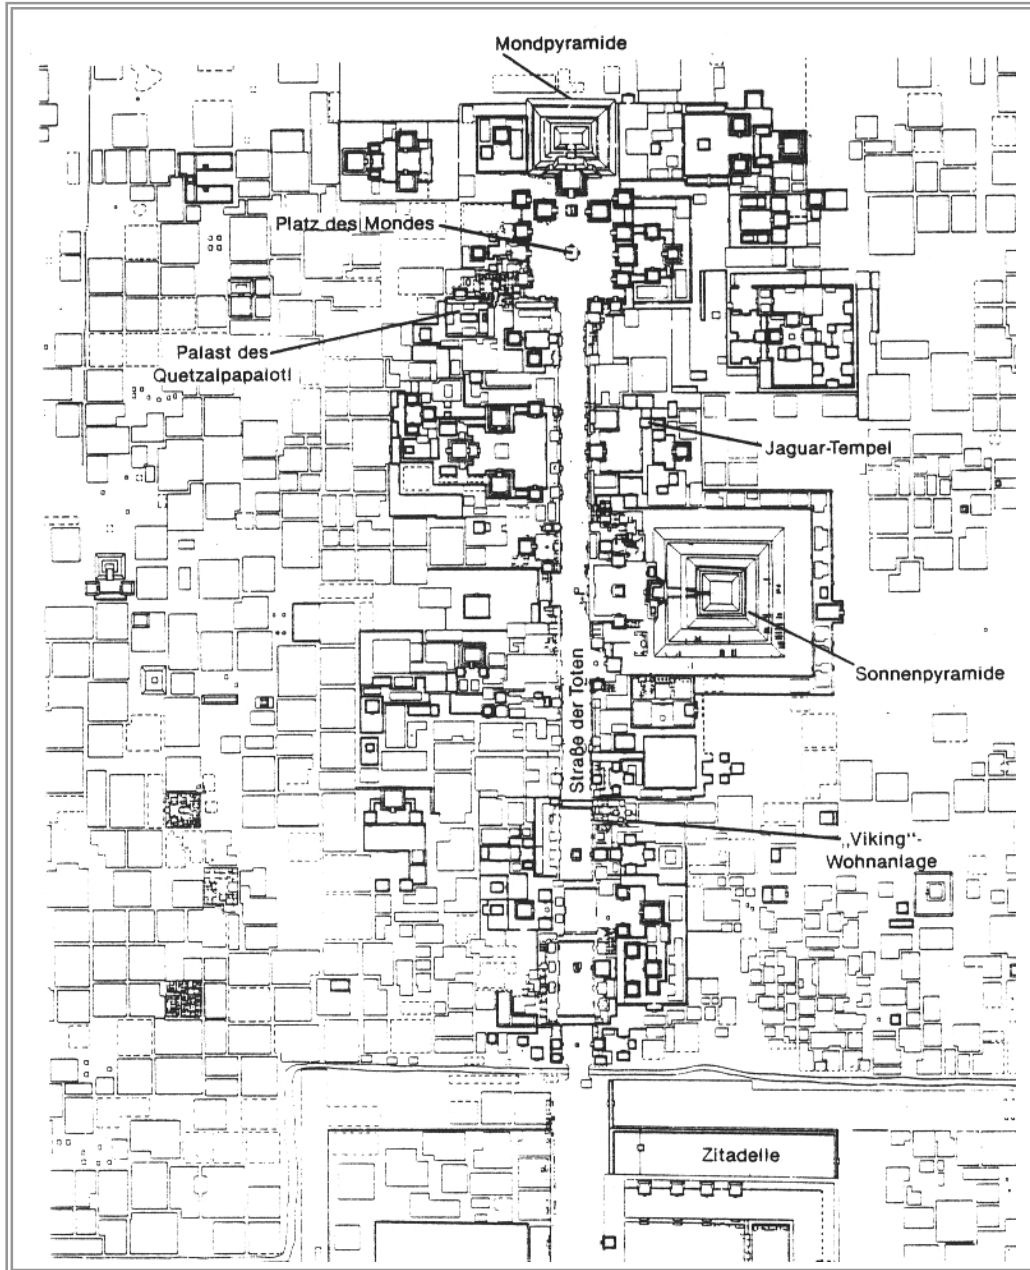 Mondpyramide
Platz des Mondes
Palast des
Quetzalpapalotl
Jaguar-Tempel
Sonnenpyramide
Straße der Toten
„Viking“-
Wohnanlage
Zitadelle